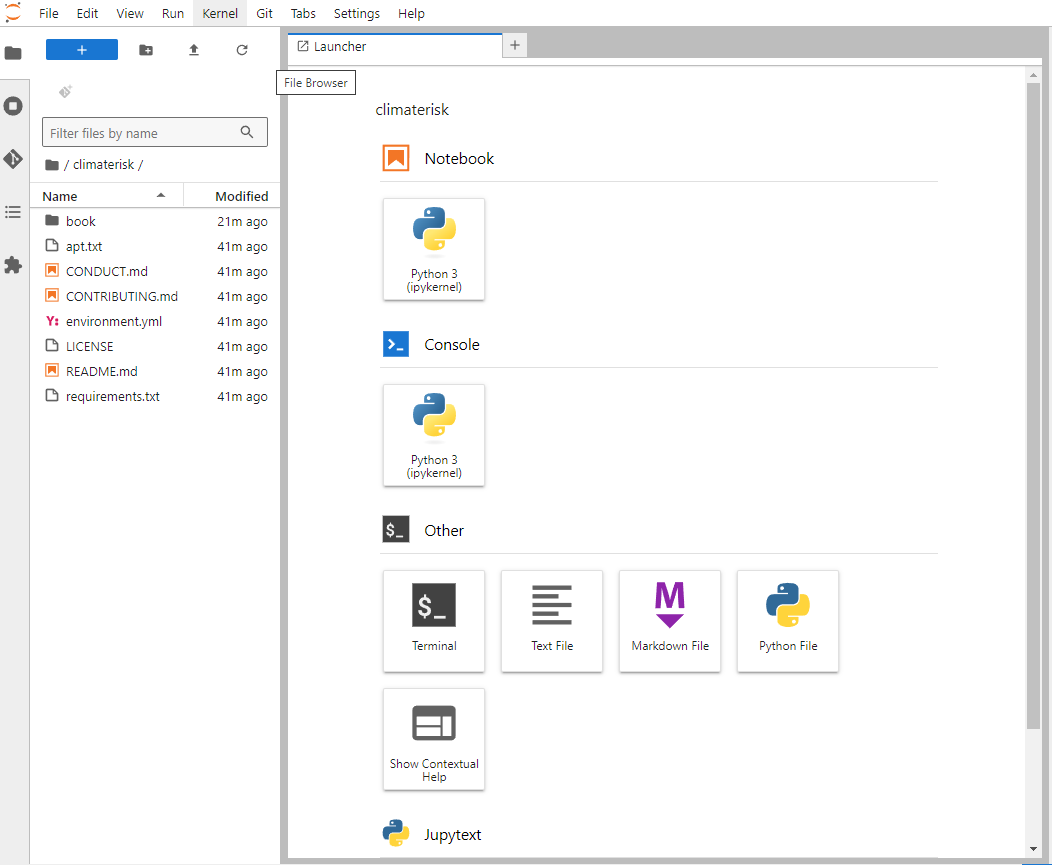 File Edit View Run Kernel Git Tabs Settings Help
+
Launcher
+
File Browser
Filter files by name
/ climaterisk /
Name Modified
book 21m ago
apt.txt 41m ago
CONDUCT.md 41m ago
CONTRIBUTING.md 41m ago
Y: environment.yml 41m ago
LICENSE 41m ago
README.md 41m ago
requirements.txt 41m ago
climaterisk
Notebook
Python 3
(ipykernel)
>_ Console
Python 3
(ipykernel)
$_ Other
$_
Terminal
Text File
M
Markdown File
Python File
Show Contextual
Help
Jupytext